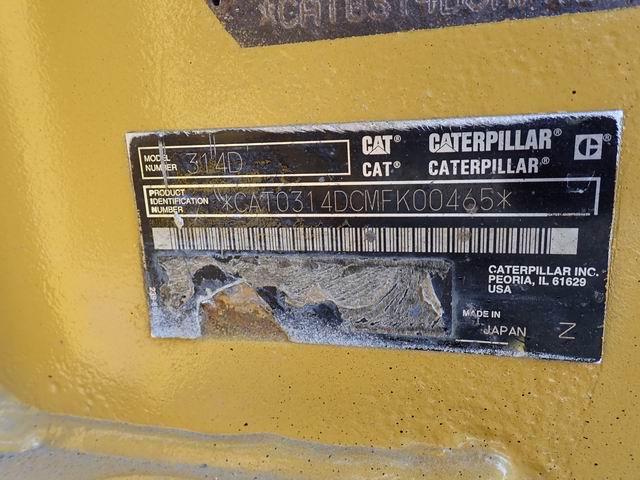 MODEL NUMBER 314D
CAT® CATERPILLAR®
CAT® CATERPILLAR®
PRODUCT IDENTIFICATION NUMBER *CAT0314DCMFK00465*
CATERPILLAR INC.
PEORIA, IL 61629
USA
MADE IN
JAPAN Z